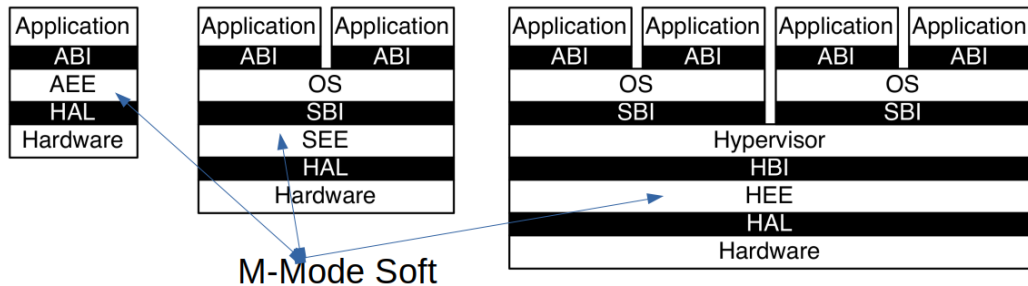 Application
ABI
AEE
HAL
Hardware
Application Application
ABI ABI
OS
SBI
SEE
HAL
Hardware
Application Application Application Application
ABI ABI ABI ABI
OS OS
SBI SBI
Hypervisor
HBI
HEE
HAL
Hardware
M-Mode Soft